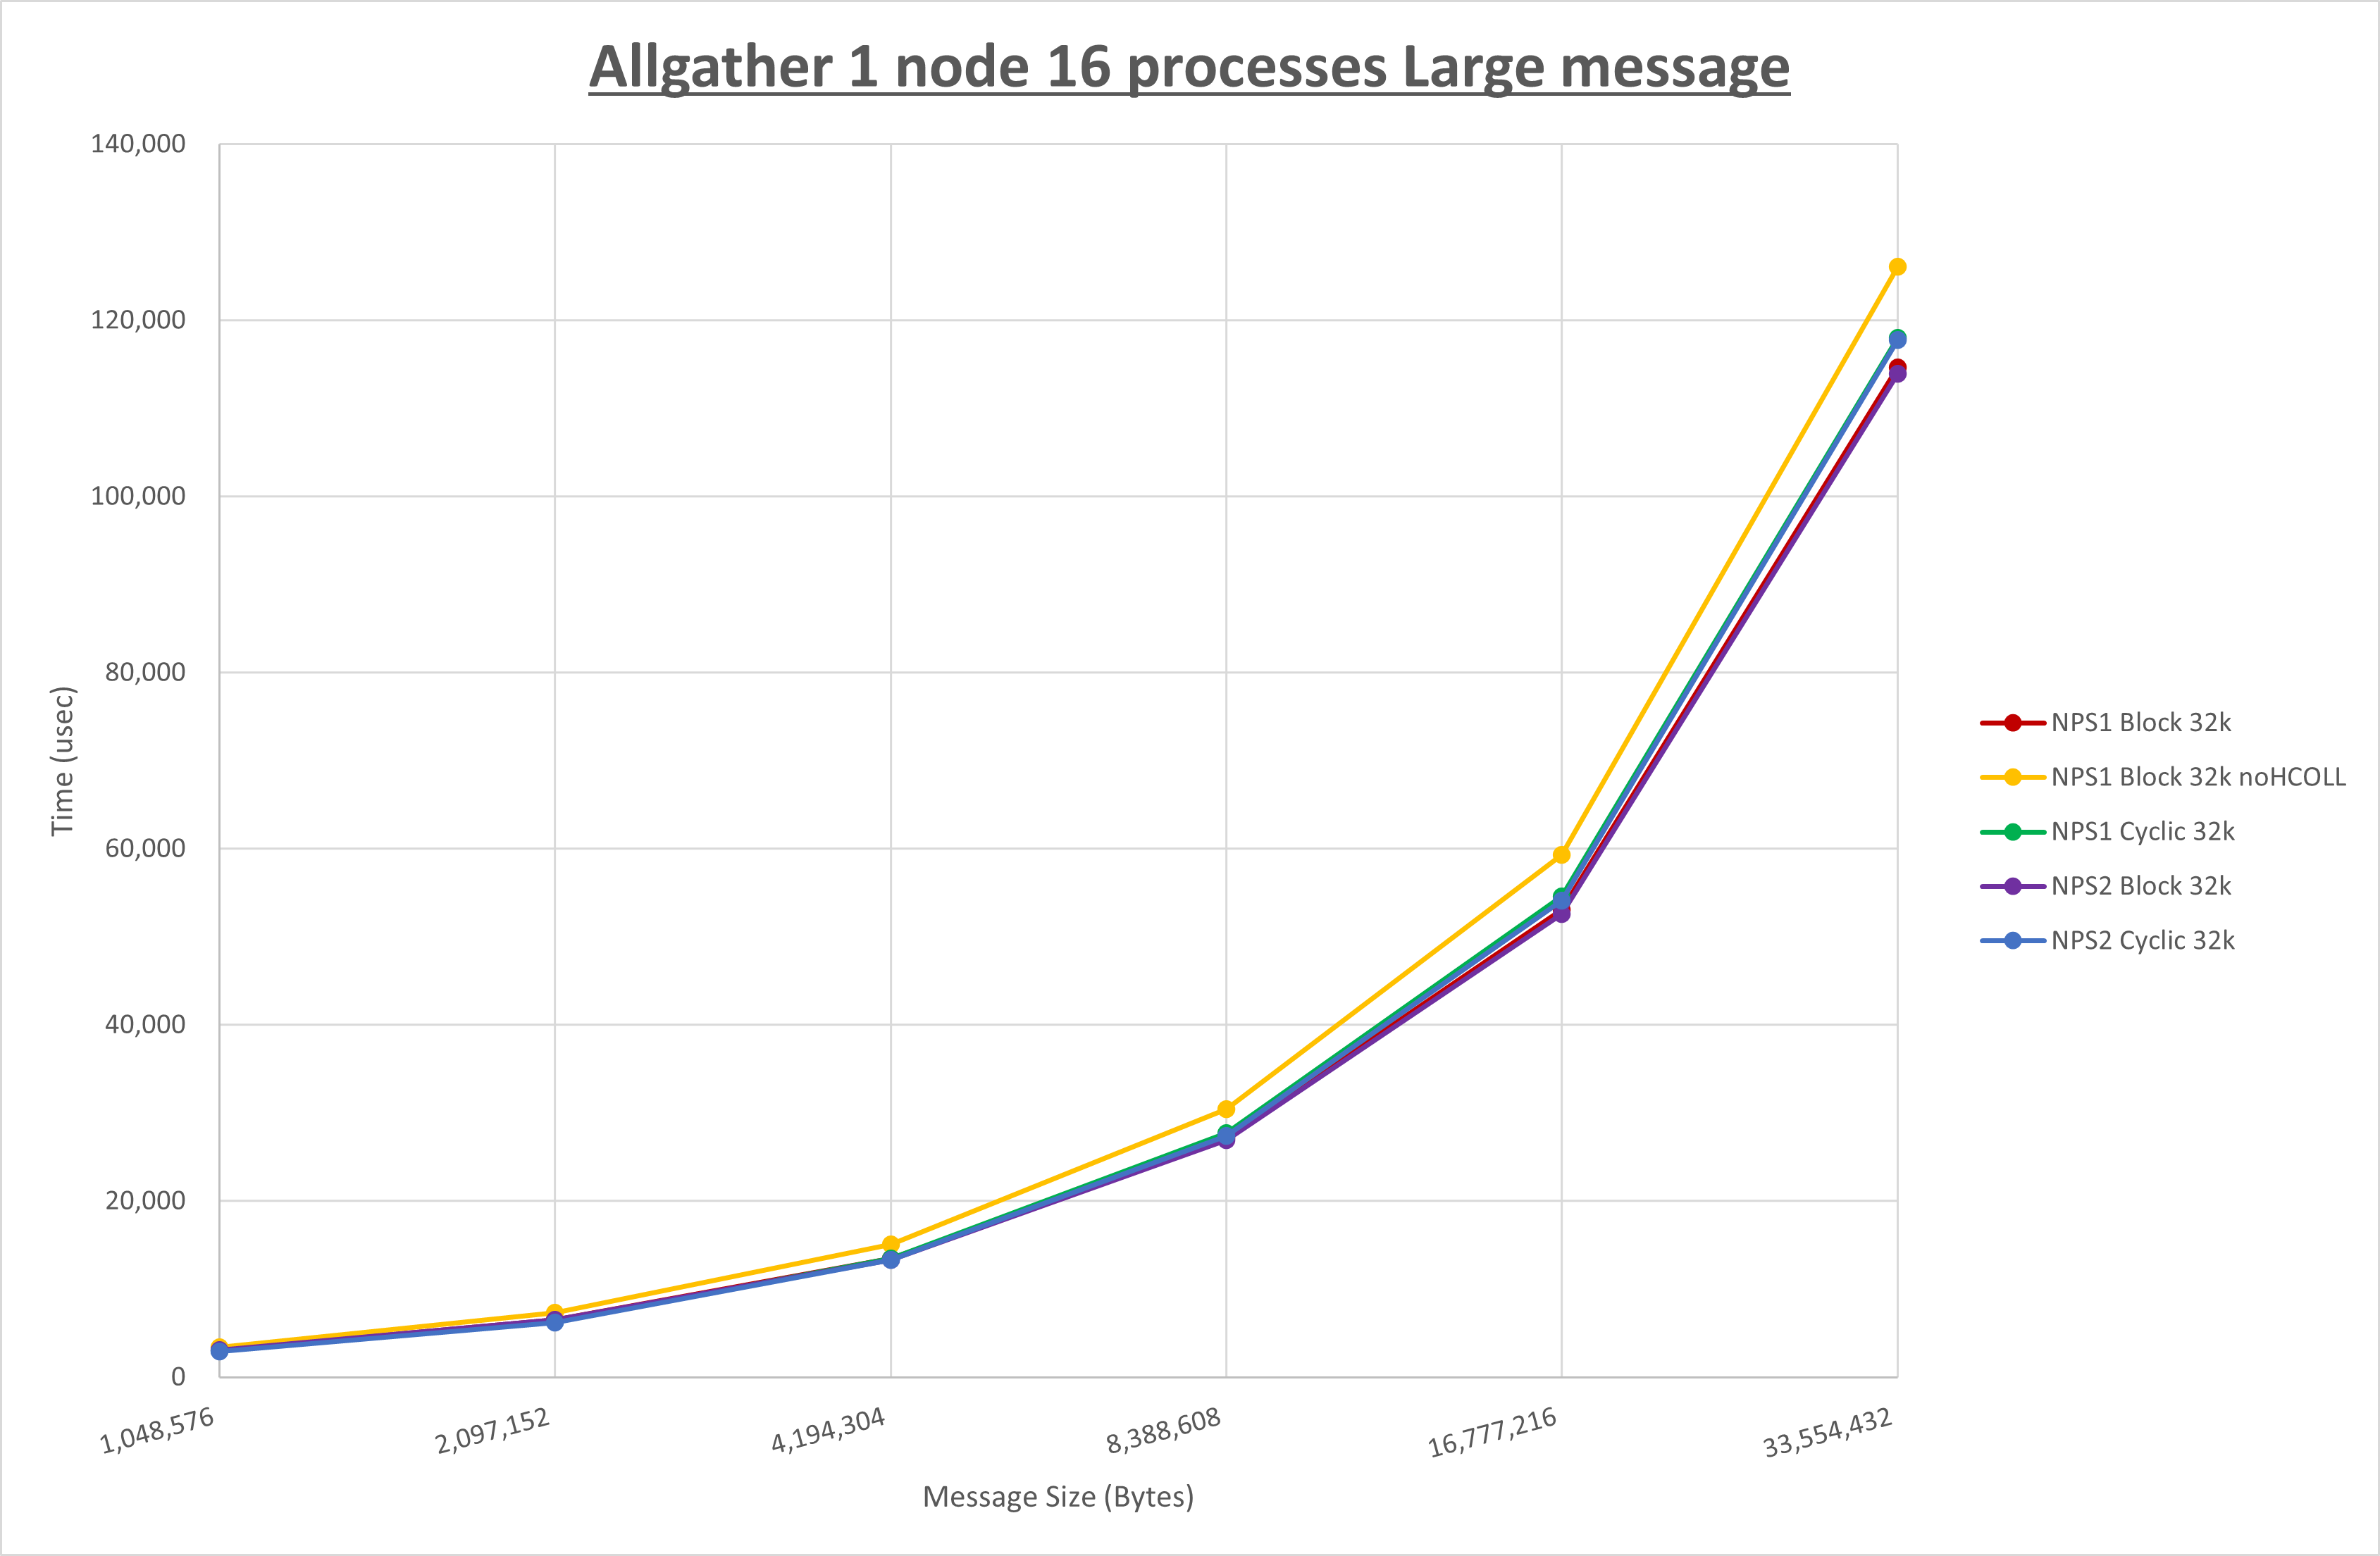 Allgather 1 node 16 processes Large message
140,000
120,000
100,000
80,000
60,000
40,000
20,000
0
Time (usec)
1,048,576
2,097,152
4,194,304
8,388,608
16,777,216
33,554,432
Message Size (Bytes)
NPS1 Block 32k
NPS1 Block 32k noHCOLL
NPS1 Cyclic 32k
NPS2 Block 32k
NPS2 Cyclic 32k